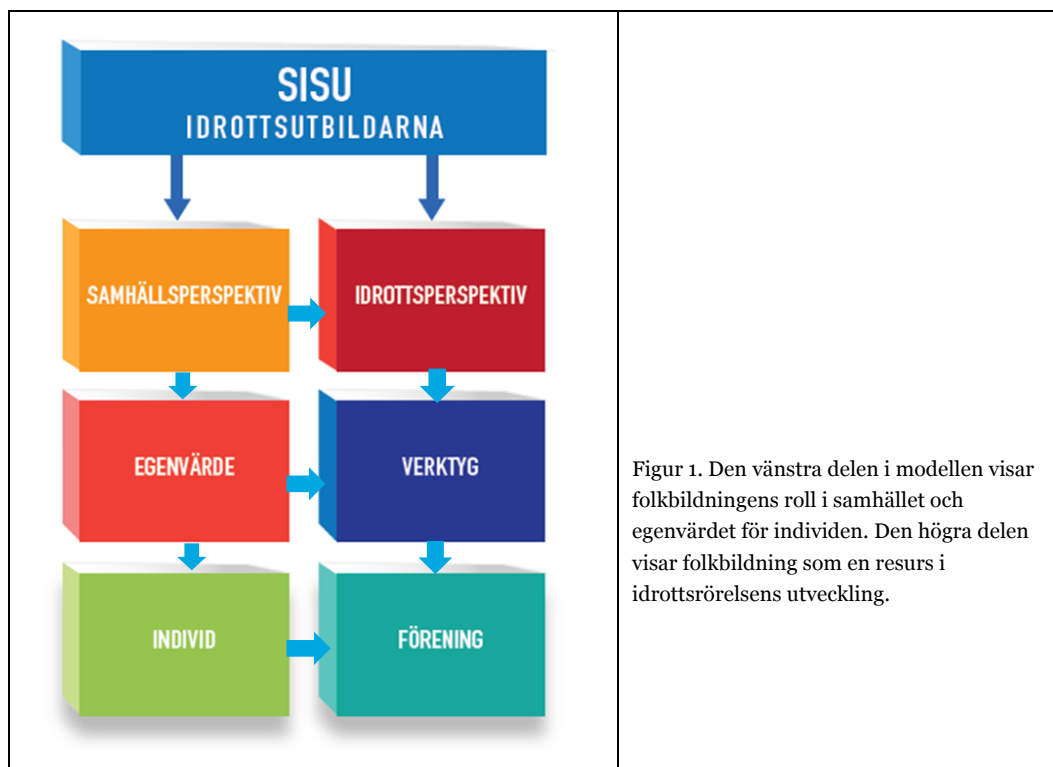 SISU
IDROTTSUTBILDARNA
SAMHÄLLSPERSPEKTIV
IDROTTSPERSPEKTIV
EGENVÄRDE
VERKTYG
INDIVID
FÖRENING
Figur 1. Den vänstra delen i modellen visar
folkbildningens roll i samhället och
egenvärdet för individen. Den högra delen
visar folkbildning som en resurs i
idrottsrörelsens utveckling.